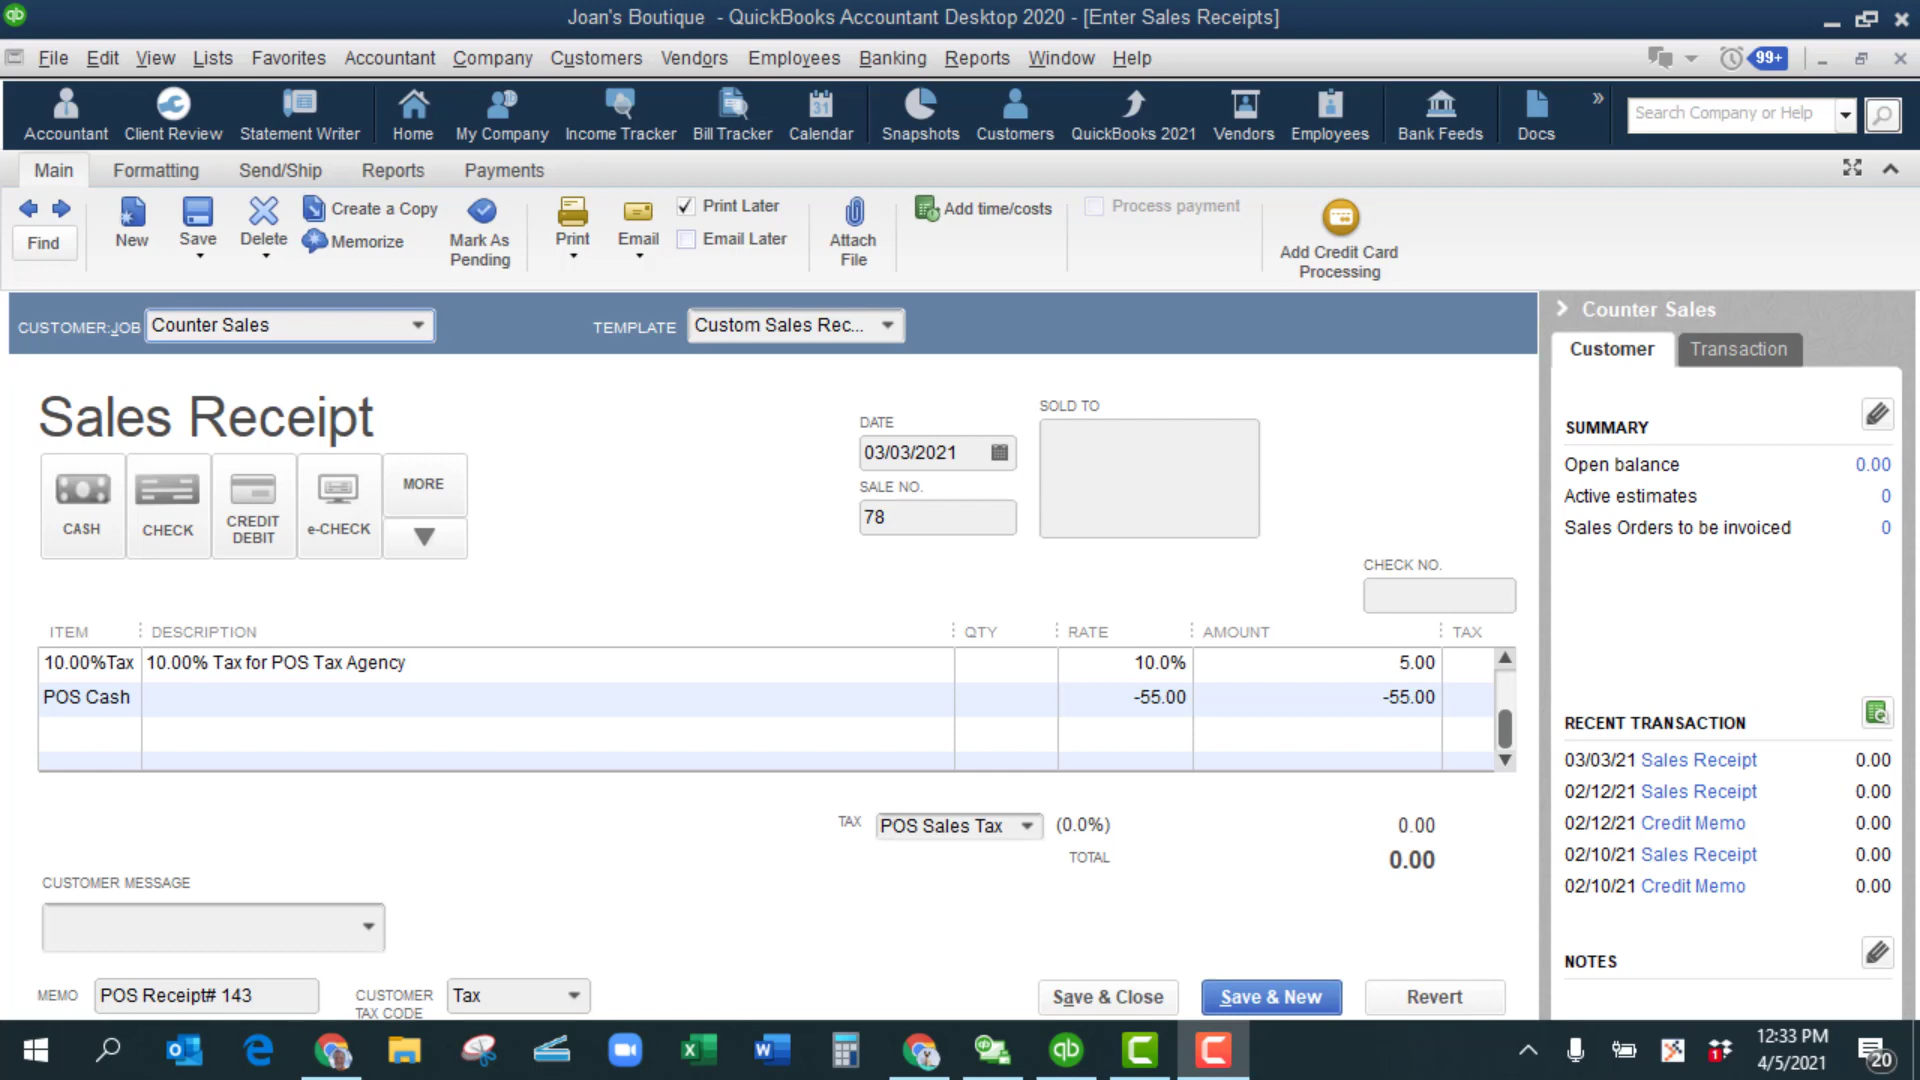 Joan's Boutique - QuickBooks Accountant Desktop 2020 - [Enter Sales Receipts]
File Edit View Lists Favorites Accountant Company Customers Vendors Employees Banking Reports Window Help
99+
Accountant Client Review Statement Writer Home My Company Income Tracker Bill Tracker Calendar Snapshots Customers QuickBooks 2021 Vendors Employees Bank Feeds Docs » Search Company or Help
Main Formatting Send/Ship Reports Payments
Find New Save Delete Create a Copy
Memorize
Mark As Pending
Print Email
Print Later
Email Later
Attach File
Add time/costs
Process payment
Add Credit Card Processing
CUSTOMER:JOB Counter Sales TEMPLATE Custom Sales Rec...
Sales Receipt
CASH CHECK CREDIT DEBIT e-CHECK MORE
DATE
03/03/2021
SALE NO.
78
SOLD TO
CHECK NO.
ITEM DESCRIPTION QTY RATE AMOUNT TAX
10.00%Tax 10.00% Tax for POS Tax Agency 10.0% 5.00
POS Cash -55.00 -55.00
TAX POS Sales Tax (0.0%) 0.00
TOTAL 0.00
CUSTOMER MESSAGE
MEMO POS Receipt# 143 CUSTOMER TAX CODE Tax
Save & Close Save & New Revert
Counter Sales
Customer Transaction
SUMMARY
Open balance 0.00
Active estimates 0
Sales Orders to be invoiced 0
RECENT TRANSACTION
03/03/21 Sales Receipt 0.00
02/12/21 Sales Receipt 0.00
02/12/21 Credit Memo 0.00
02/10/21 Sales Receipt 0.00
02/10/21 Credit Memo 0.00
NOTES
12:33 PM
4/5/2021
20